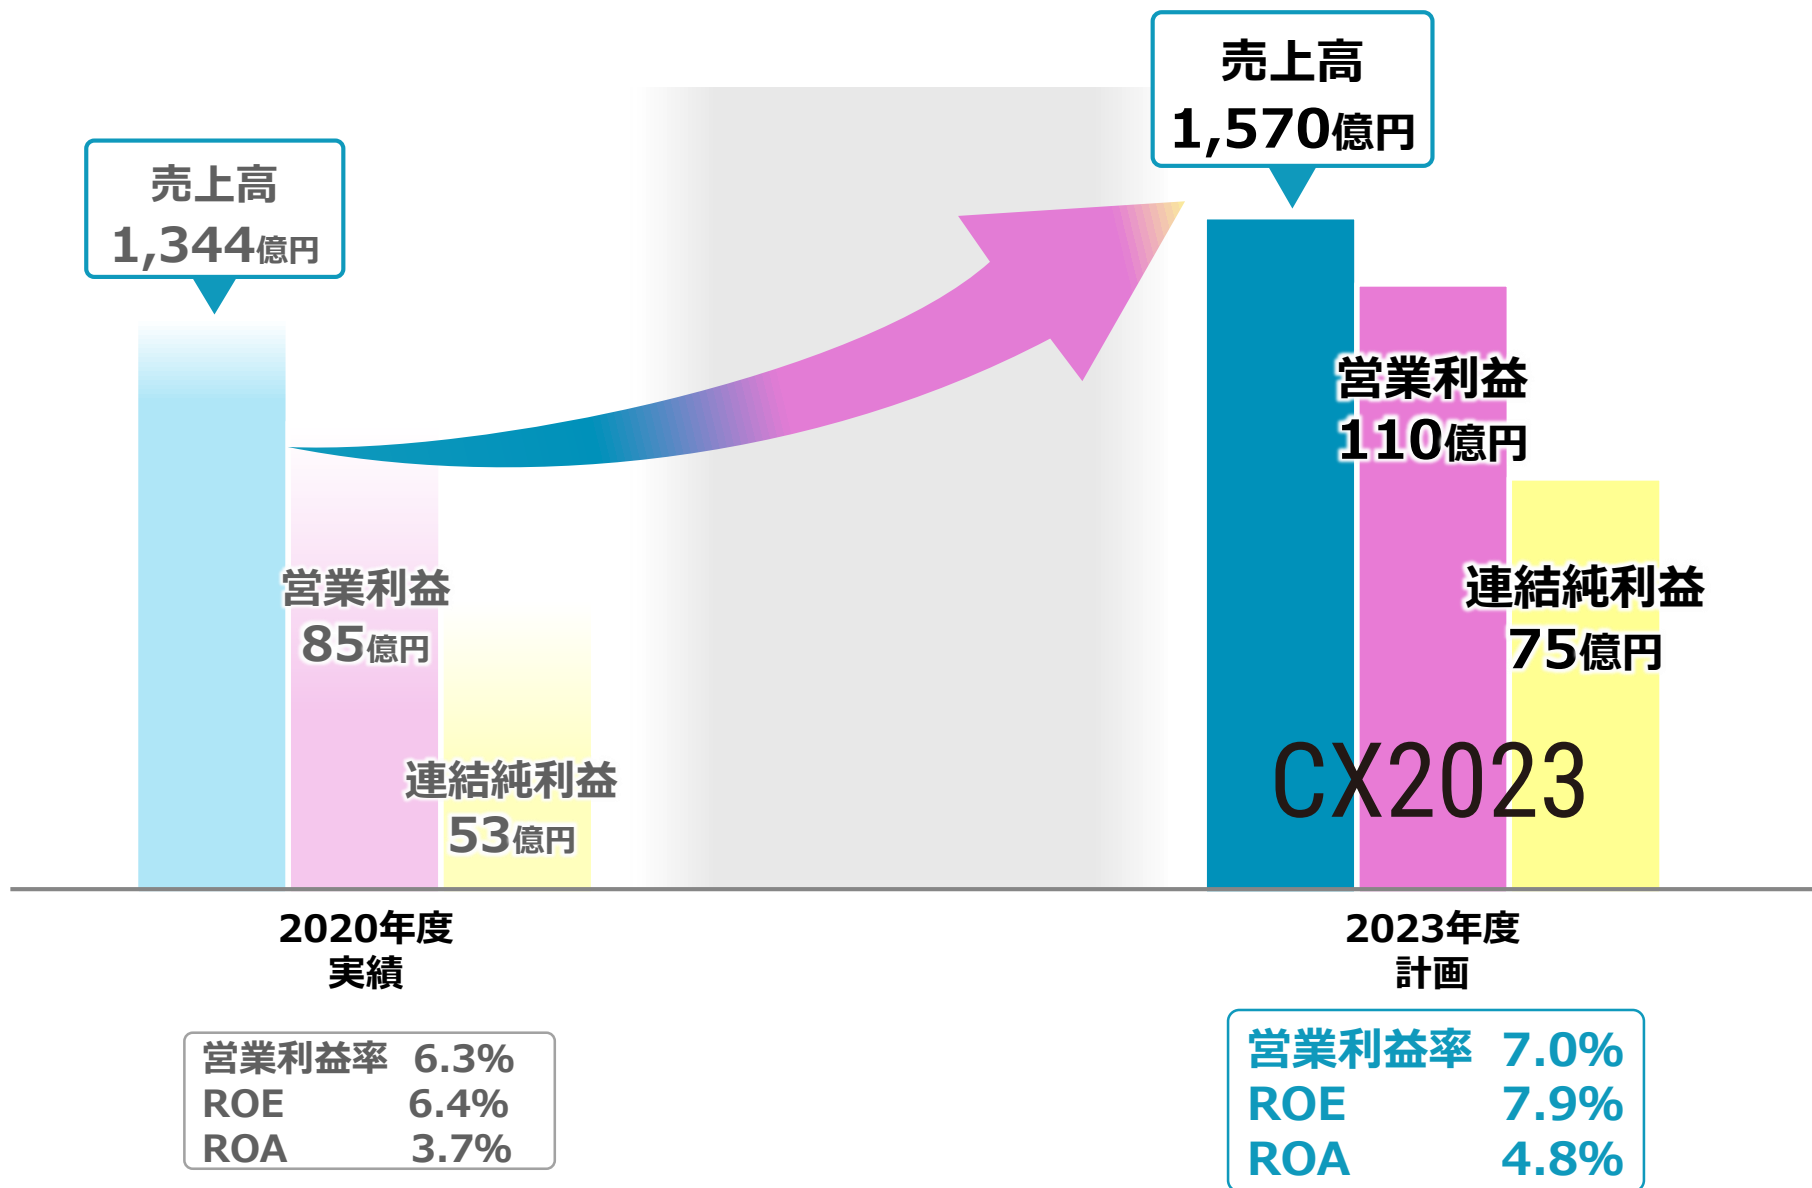 売上高
1,344億円
営業利益
85億円
連結純利益
53億円
売上高
1,570億円
営業利益
110億円
連結純利益
75億円
CX2023
2020年度
実績
2023年度
計画
営業利益率 6.3%
ROE 6.4%
ROA 3.7%
営業利益率 7.0%
ROE 7.9%
ROA 4.8%